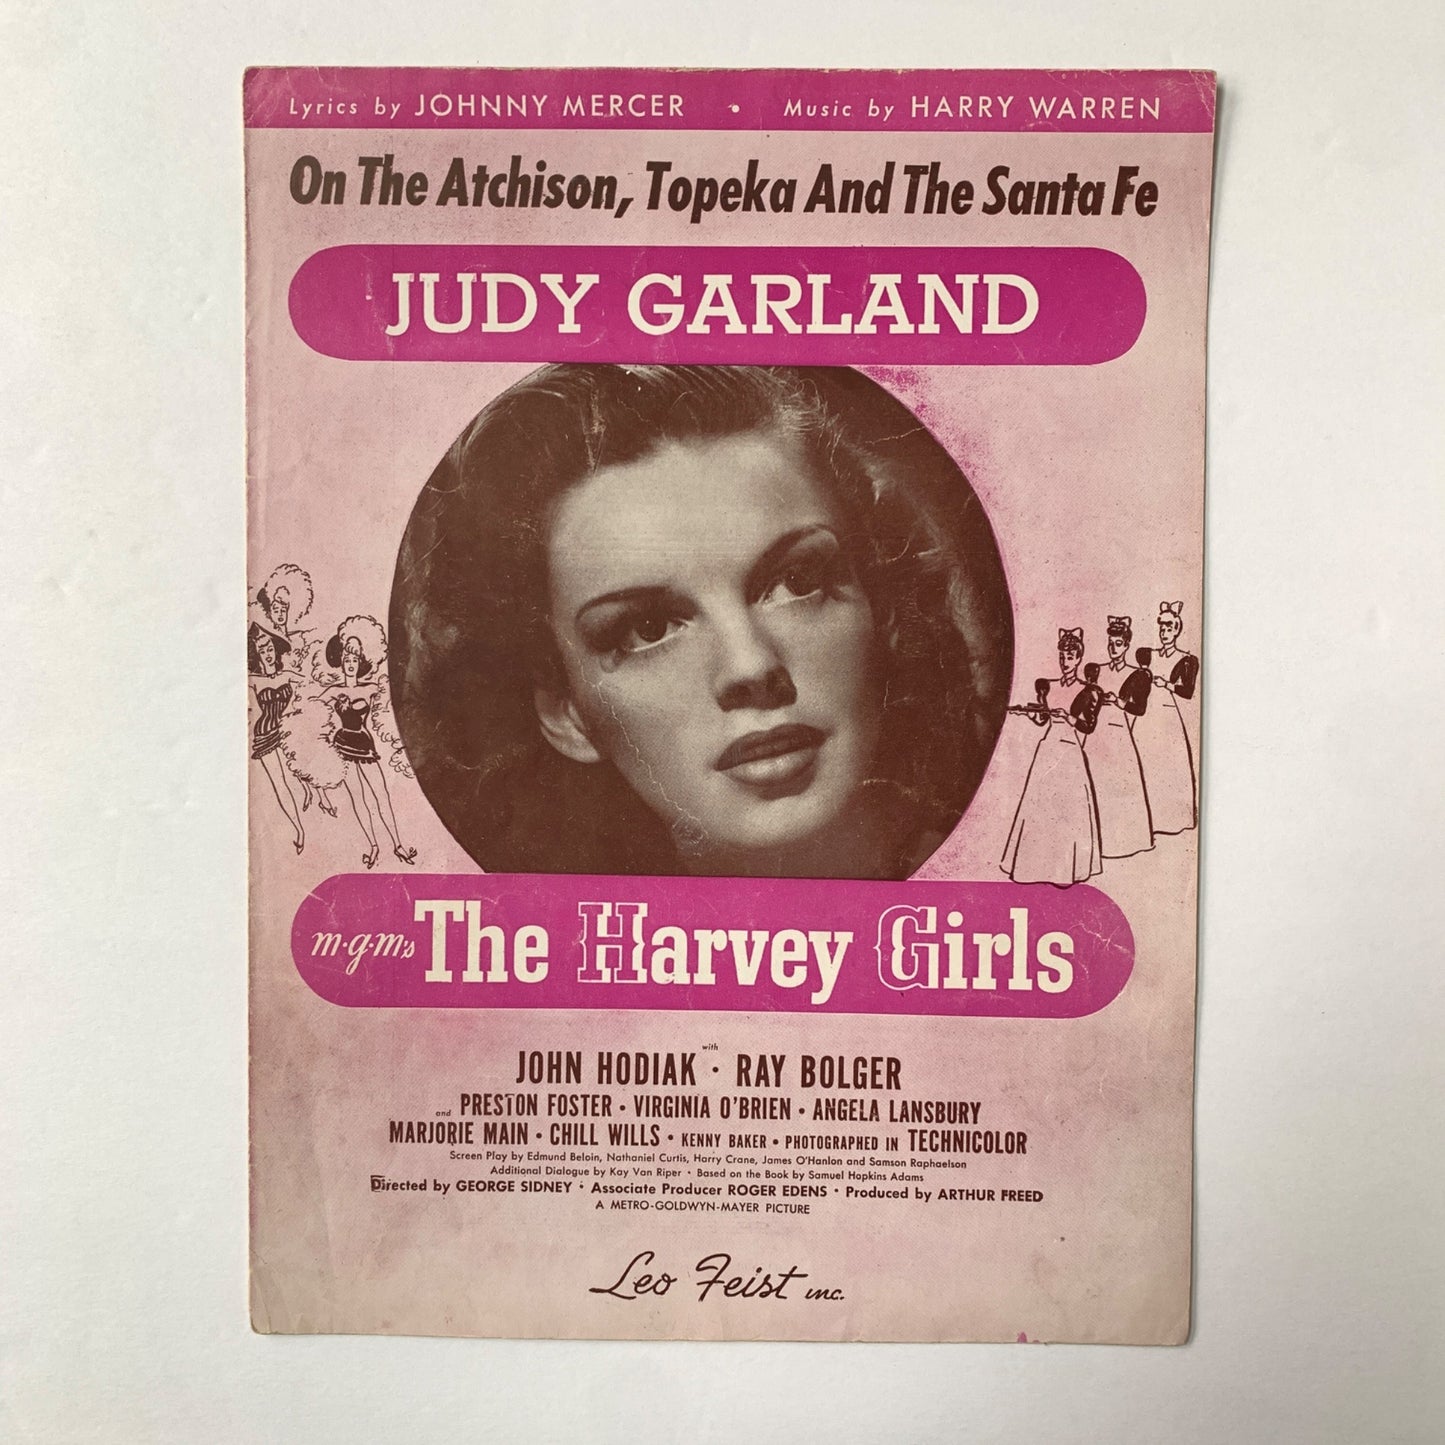 Lyrics by JOHNNY MERCER • Music by HARRY WARREN
On The Atchison, Topeka And The Santa Fe
JUDY GARLAND
m·g·m's The Harvey Girls
with
JOHN HODIAK • RAY BOLGER
and PRESTON FOSTER • VIRGINIA O'BRIEN • ANGELA LANSBURY
MARJORIE MAIN • CHILL WILLS • KENNY BAKER • PHOTOGRAPHED IN TECHNICOLOR
Screen Play by Edmund Beloin, Nathaniel Curtis, Harry Crane, James O'Hanlon and Samson Raphaelson
Additional Dialogue by Kay Van Riper • Based on the Book by Samuel Hopkins Adams
Directed by GEORGE SIDNEY • Associate Producer ROGER EDENS • Produced by ARTHUR FREED
A METRO-GOLDWYN-MAYER PICTURE
Leo Feist inc.